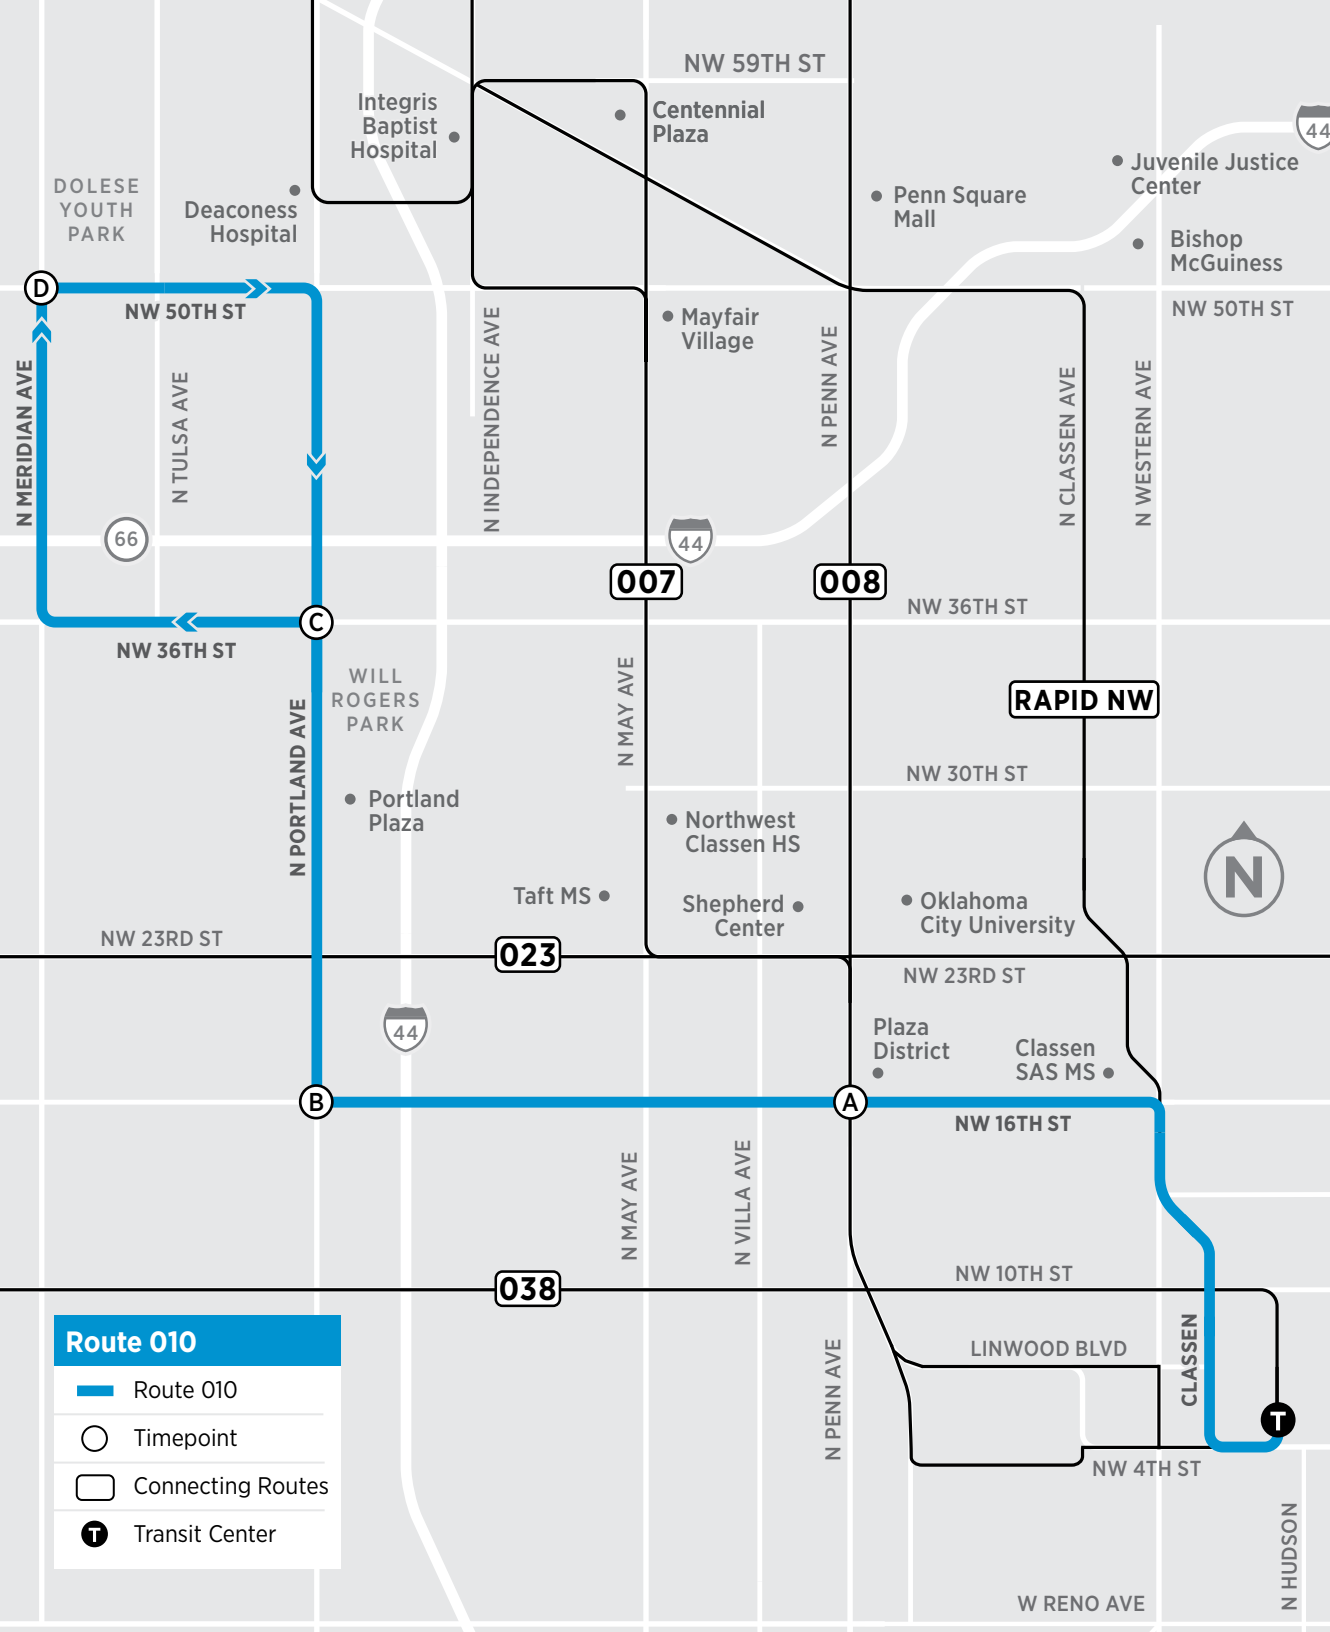 NW 59TH ST
Integris
Baptist
Hospital
Centennial
Plaza
44
Juvenile Justice
Center
DOLESE
YOUTH
PARK
Deaconess
Hospital
Penn Square
Mall
Bishop
McGuiness
D
NW 50TH ST
NW 50TH ST
Mayfair
Village
N MERIDIAN AVE
N TULSA AVE
N INDEPENDENCE AVE
N PENN AVE
N CLASSEN AVE
N WESTERN AVE
66
44
007
008
NW 36TH ST
C
NW 36TH ST
WILL
ROGERS
PARK
N MAY AVE
RAPID NW
N PORTLAND AVE
NW 30TH ST
Portland
Plaza
Northwest
Classen HS
N
Taft MS
Shepherd
Center
Oklahoma
City University
NW 23RD ST
023
NW 23RD ST
44
Plaza
District
Classen
SAS MS
B
A
NW 16TH ST
N MAY AVE
N VILLA AVE
NW 10TH ST
038
CLASSEN
Route 010
Route 010
Timepoint
Connecting Routes
T
Transit Center
N PENN AVE
LINWOOD BLVD
T
NW 4TH ST
N HUDSON
W RENO AVE